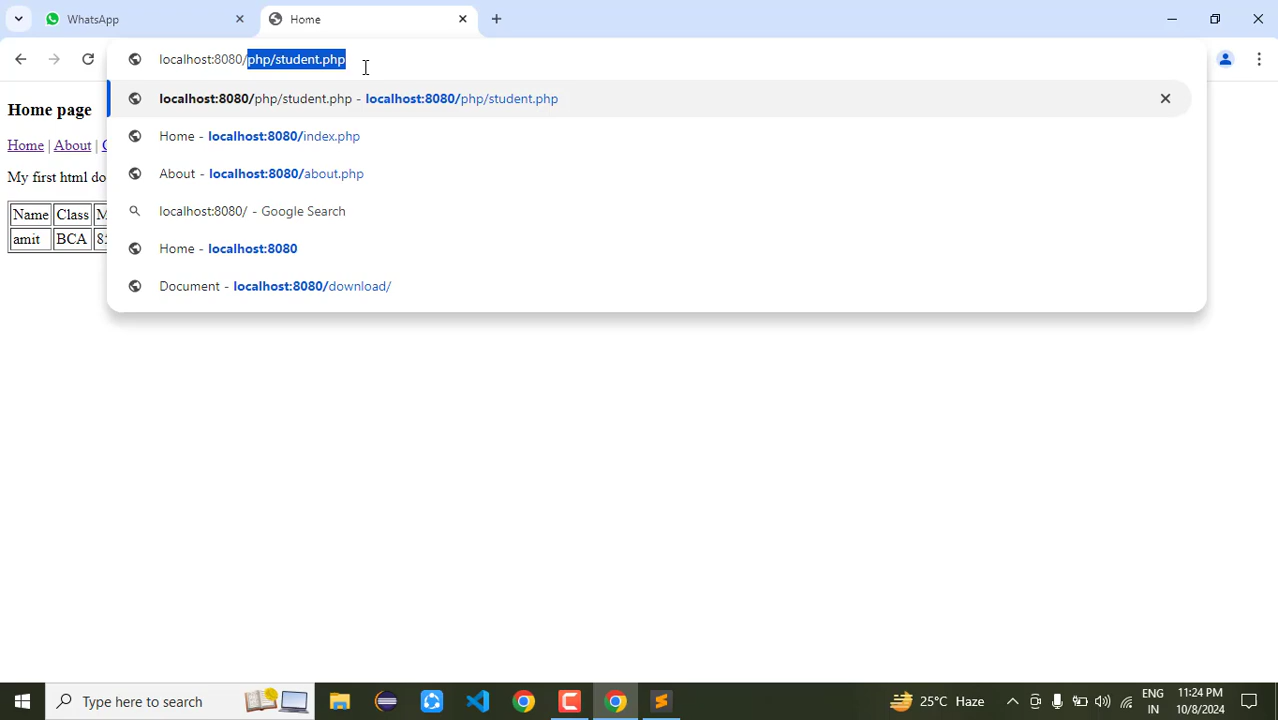 WhatsApp
Home
localhost:8080/php/student.php
localhost:8080/php/student.php - localhost:8080/php/student.php
Home - localhost:8080/index.php
About - localhost:8080/about.php
localhost:8080/ - Google Search
Home - localhost:8080
Document - localhost:8080/download/
Home page
Home | About |
My first html do
Name Class
amit BCA
Type here to search
25°C Haze
ENG
IN
11:24 PM
10/8/2024